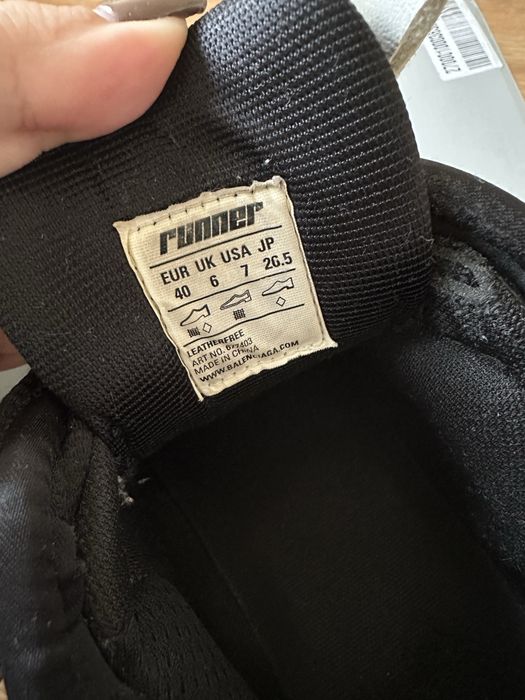 runner
EUR UK USA JP
40 6 7 26.5
LEATHERFREE
ART NO. 677403
MADE IN CHINA
WWW.BALENCIAGA.COM